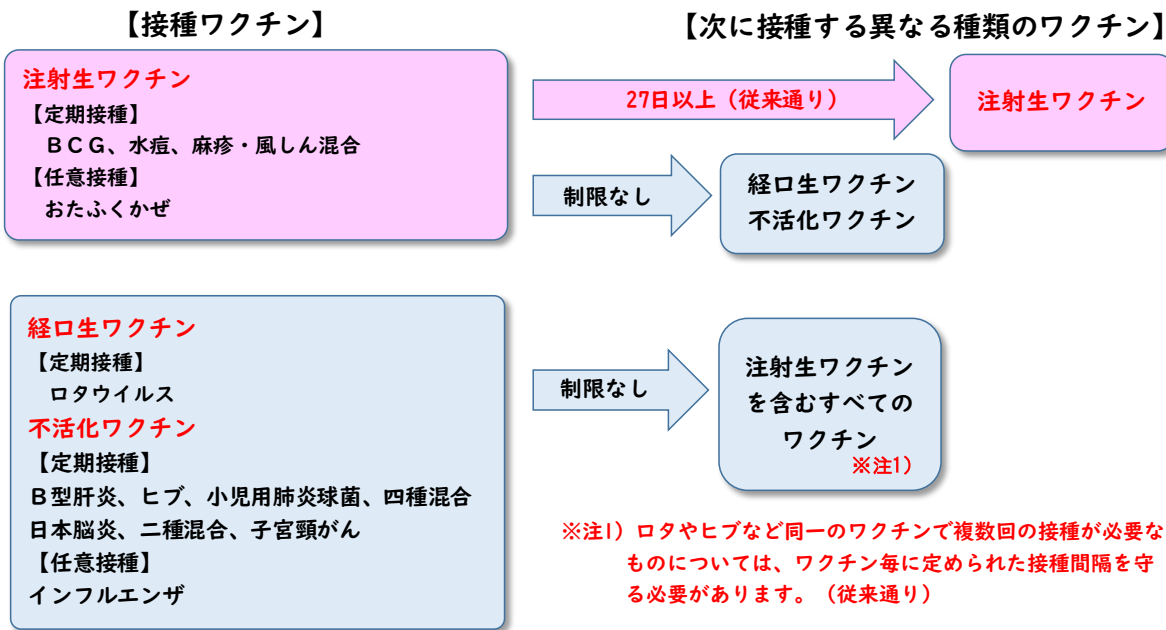 【接種ワクチン】
【次に接種する異なる種類のワクチン】
注射生ワクチン
【定期接種】
BCG、水痘、麻疹・風しん混合
【任意接種】
おたふくかぜ
27日以上（従来通り）
注射生ワクチン
制限なし
経口生ワクチン
不活化ワクチン
経口生ワクチン
【定期接種】
ロタウイルス
不活化ワクチン
【定期接種】
B型肝炎、ヒブ、小児用肺炎球菌、四種混合
日本脳炎、二種混合、子宮頸がん
【任意接種】
インフルエンザ
制限なし
注射生ワクチン
を含むすべての
ワクチン
※注1）
※注1）ロタやヒブなど同一のワクチンで複数回の接種が必要な
ものについては、ワクチン毎に定められた接種間隔を守
る必要があります。（従来通り）